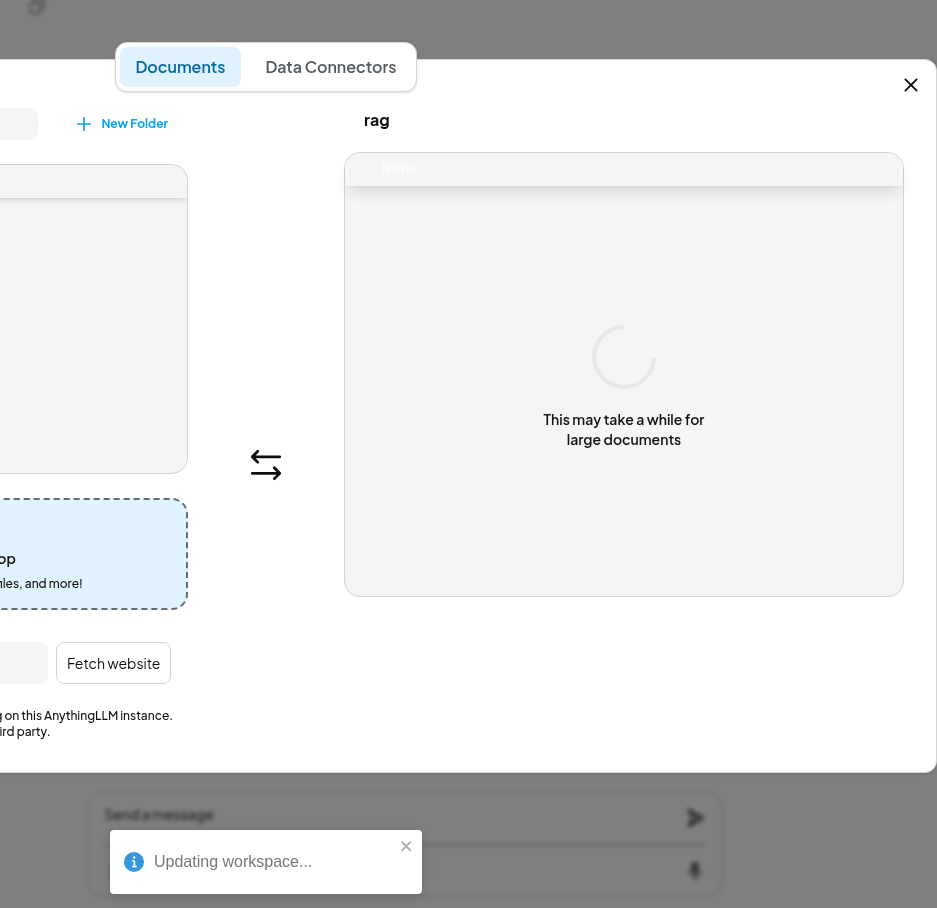 Documents
Data Connectors
New Folder
rag
Name
This may take a while for
large documents
op
files, and more!
Fetch website
g on this AnythingLLM instance.
ird party.
Send a message
Updating workspace...